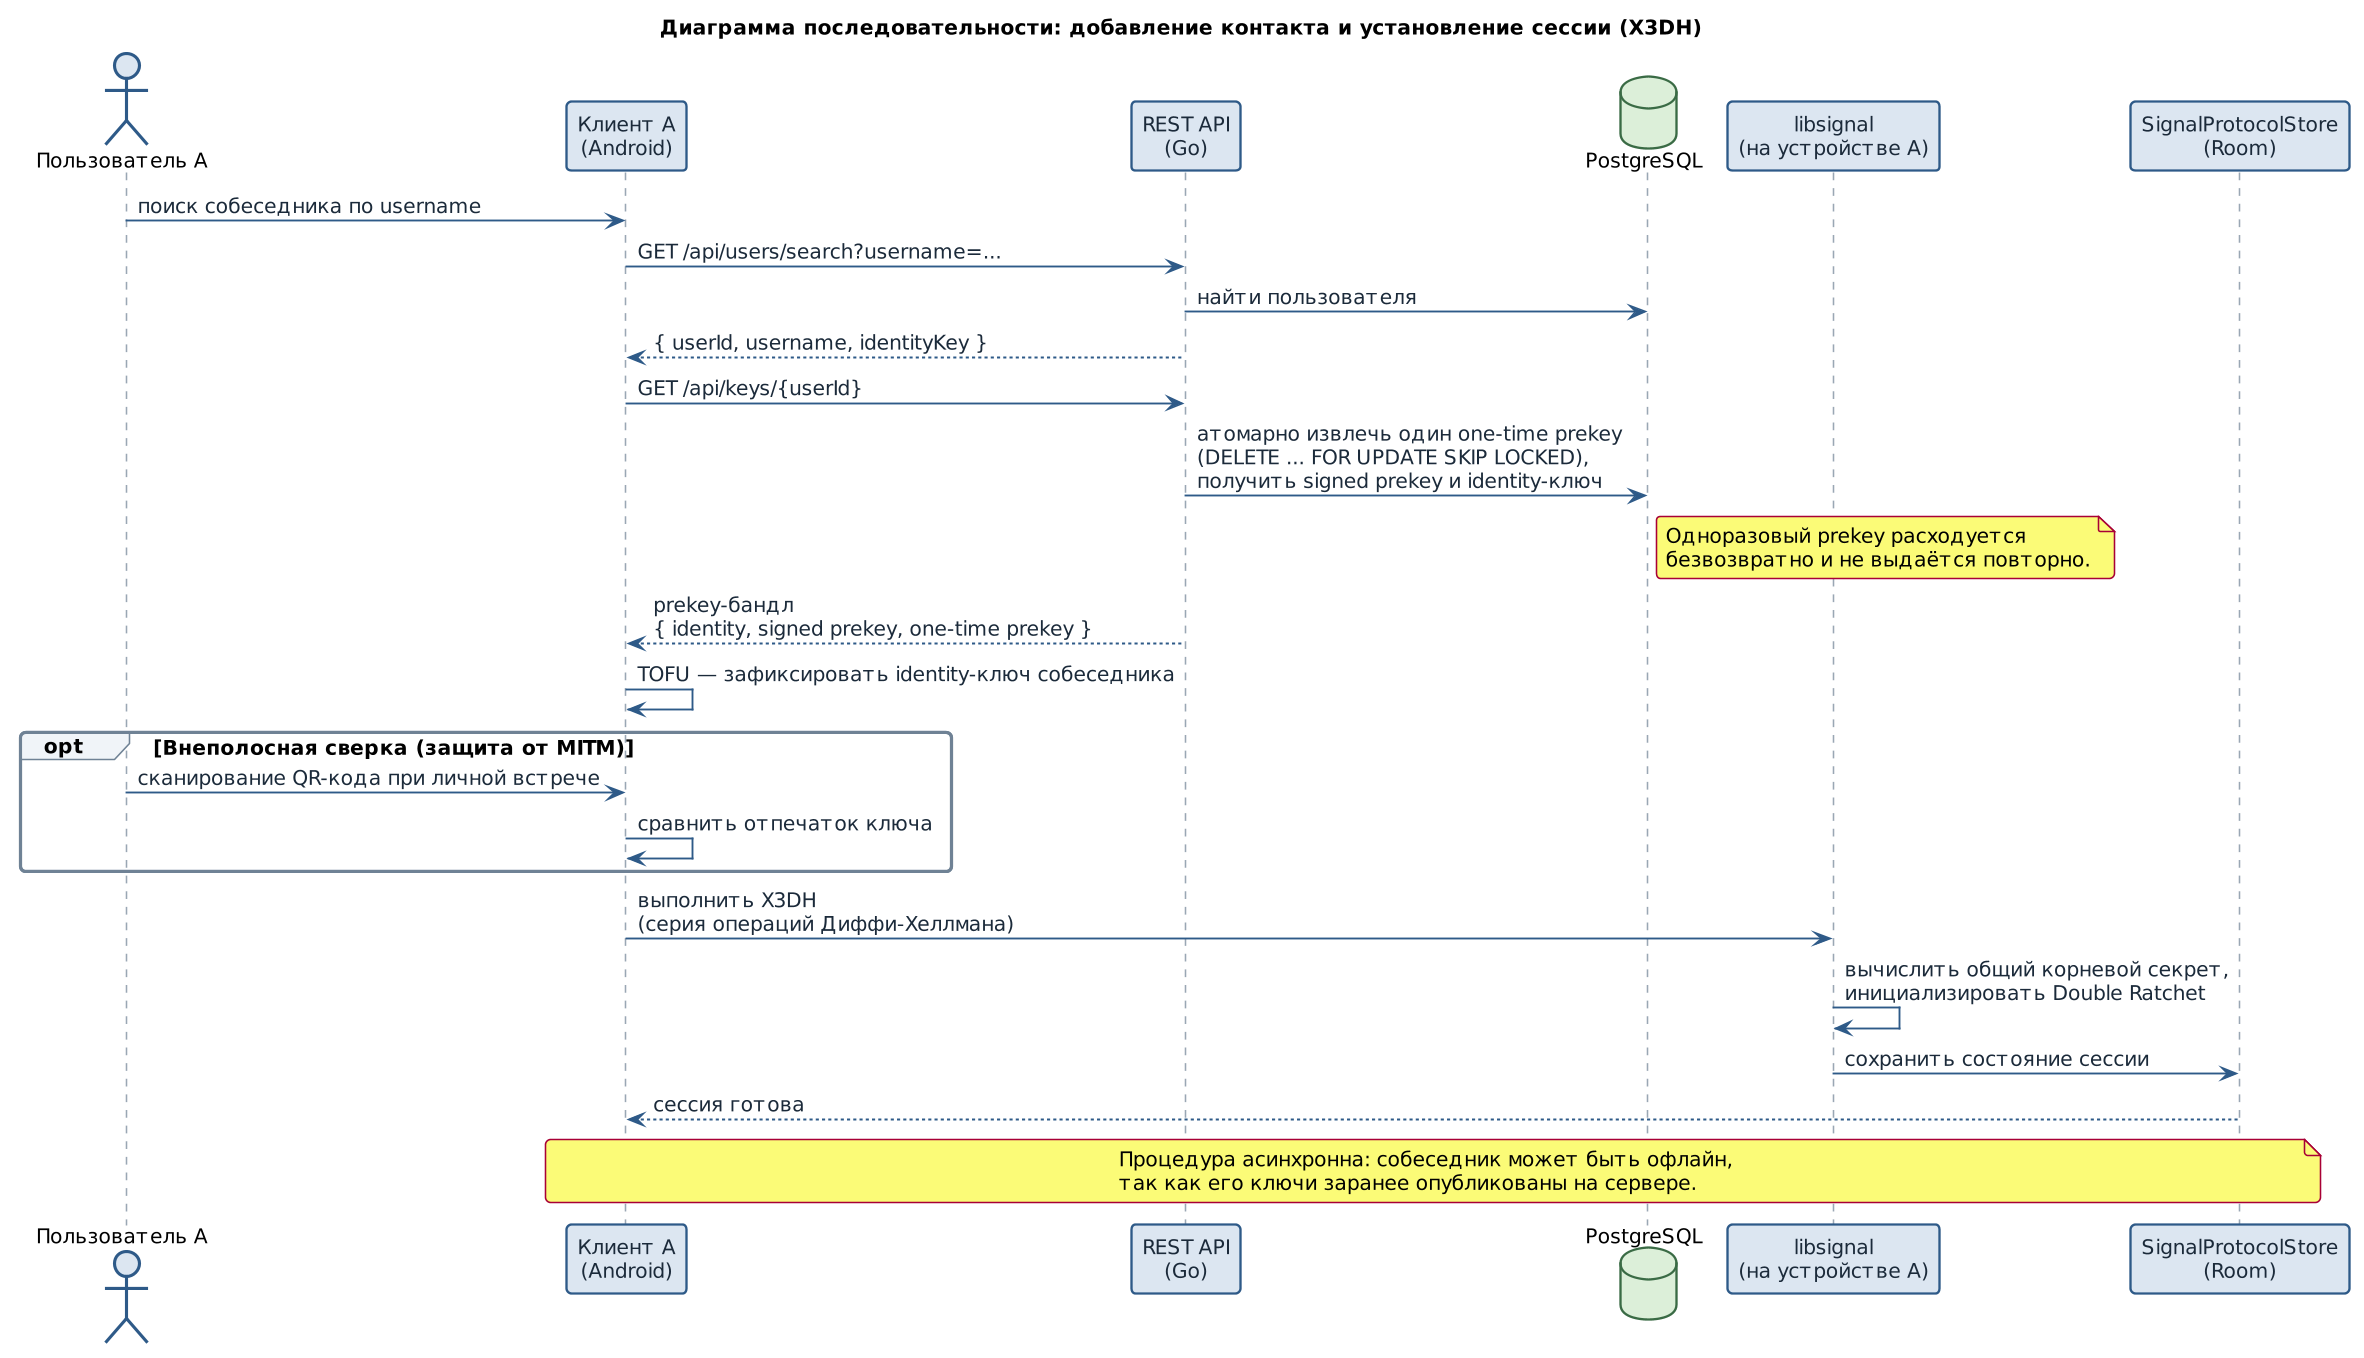 Диаграмма последовательности: добавление контакта и установление сессии (X3DH)
Пользователь А
Клиент А
(Android)
REST API
(Go)
PostgreSQL
libsignal
(на устройстве А)
SignalProtocolStore
(Room)
поиск собеседника по username
GET /api/users/search?username=...
найти пользователя
{ userId, username, identityKey }
GET /api/keys/{userId}
атомарно извлечь один one-time prekey
(DELETE ... FOR UPDATE SKIP LOCKED),
получить signed prekey и identity-ключ
Одноразовый prekey расходуется
безвозвратно и не выдаётся повторно.
prekey-бандл
{ identity, signed prekey, one-time prekey }
TOFU — зафиксировать identity-ключ собеседника
opt [Внеполосная сверка (защита от MITM)]
сканирование QR-кода при личной встрече
сравнить отпечаток ключа
выполнить X3DH
(серия операций Диффи-Хеллмана)
вычислить общий корневой секрет,
инициализировать Double Ratchet
сохранить состояние сессии
сессия готова
Процедура асинхронна: собеседник может быть офлайн,
так как его ключи заранее опубликованы на сервере.
Пользователь А
Клиент А
(Android)
REST API
(Go)
PostgreSQL
libsignal
(на устройстве А)
SignalProtocolStore
(Room)